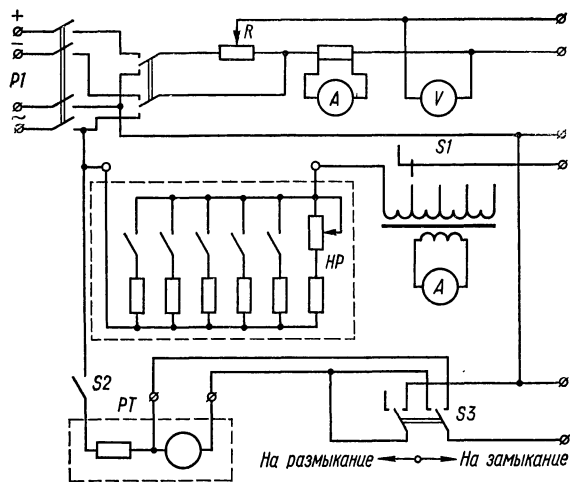 +
−
P1
~
R
A
V
S1
HP
A
S2
PT
S3
На размыкание
На замыкание